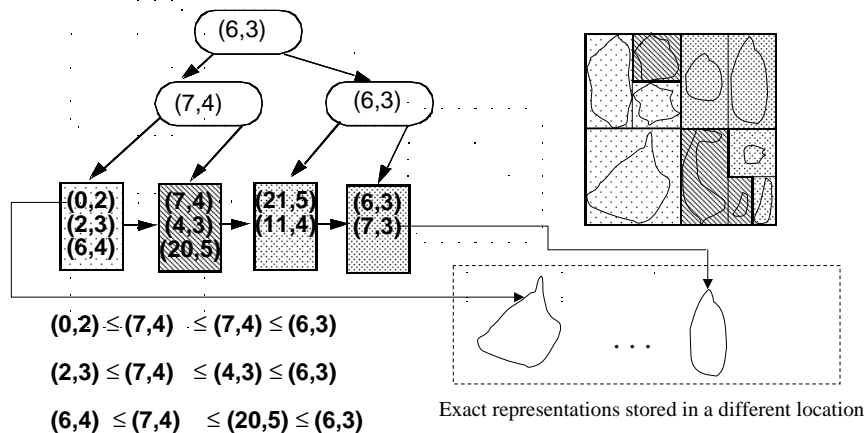 (6,3)
(7,4)
(6,3)
(0,2) (7,4) (21,5) (6,3)
(2,3) (4,3) (11,4) (7,3)
(6,4) (20,5)
(0,2) ≤ (7,4) ≤ (7,4) ≤ (6,3)
(2,3) ≤ (7,4) ≤ (4,3) ≤ (6,3)
(6,4) ≤ (7,4) ≤ (20,5) ≤ (6,3)
. . .
Exact representations stored in a different location